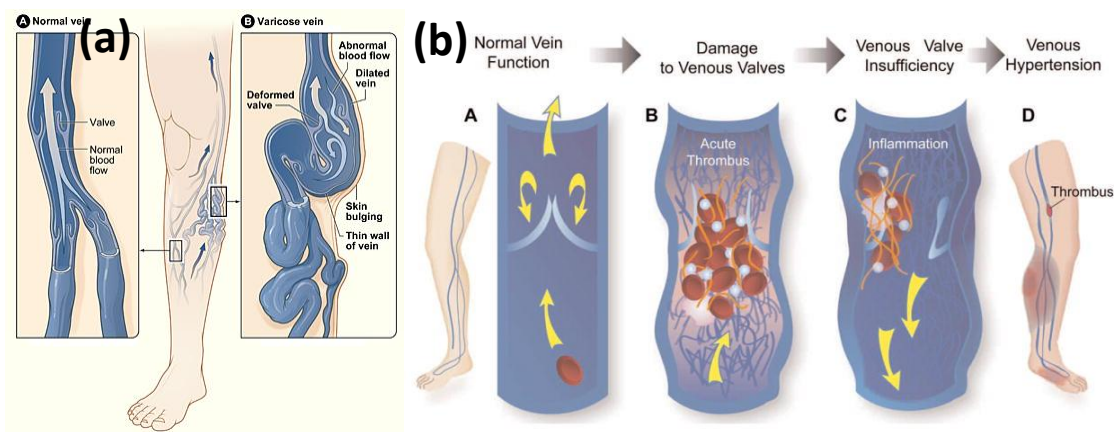 A Normal vein
(a)
Valve
Normal
blood
flow
B Varicose vein
Abnormal
blood flow
Dilated
vein
Deformed
valve
Skin
bulging
Thin wall
of vein
(b)
Normal Vein
Function
Damage
to Venous Valves
Venous Valve
Insufficiency
Venous
Hypertension
A
B
Acute
Thrombus
C
Inflammation
D
Thrombus